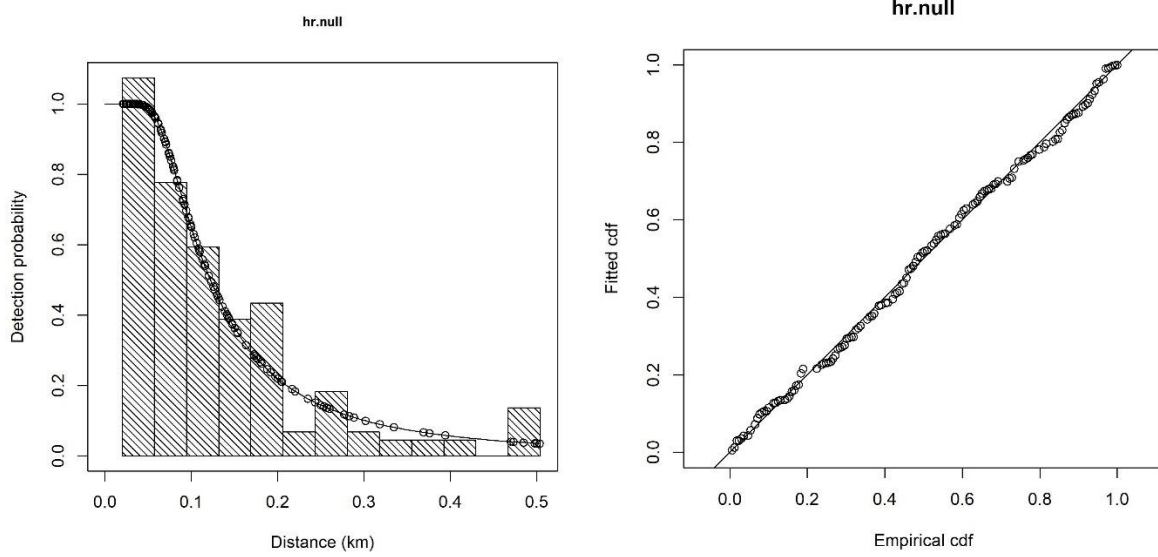 hr.null
Detection probability
1.0
0.8
0.6
0.4
0.2
0.0
0.0 0.1 0.2 0.3 0.4 0.5
Distance (km)
hr.null
Fitted cdf
1.0
0.8
0.6
0.4
0.2
0.0
0.0 0.2 0.4 0.6 0.8 1.0
Empirical cdf